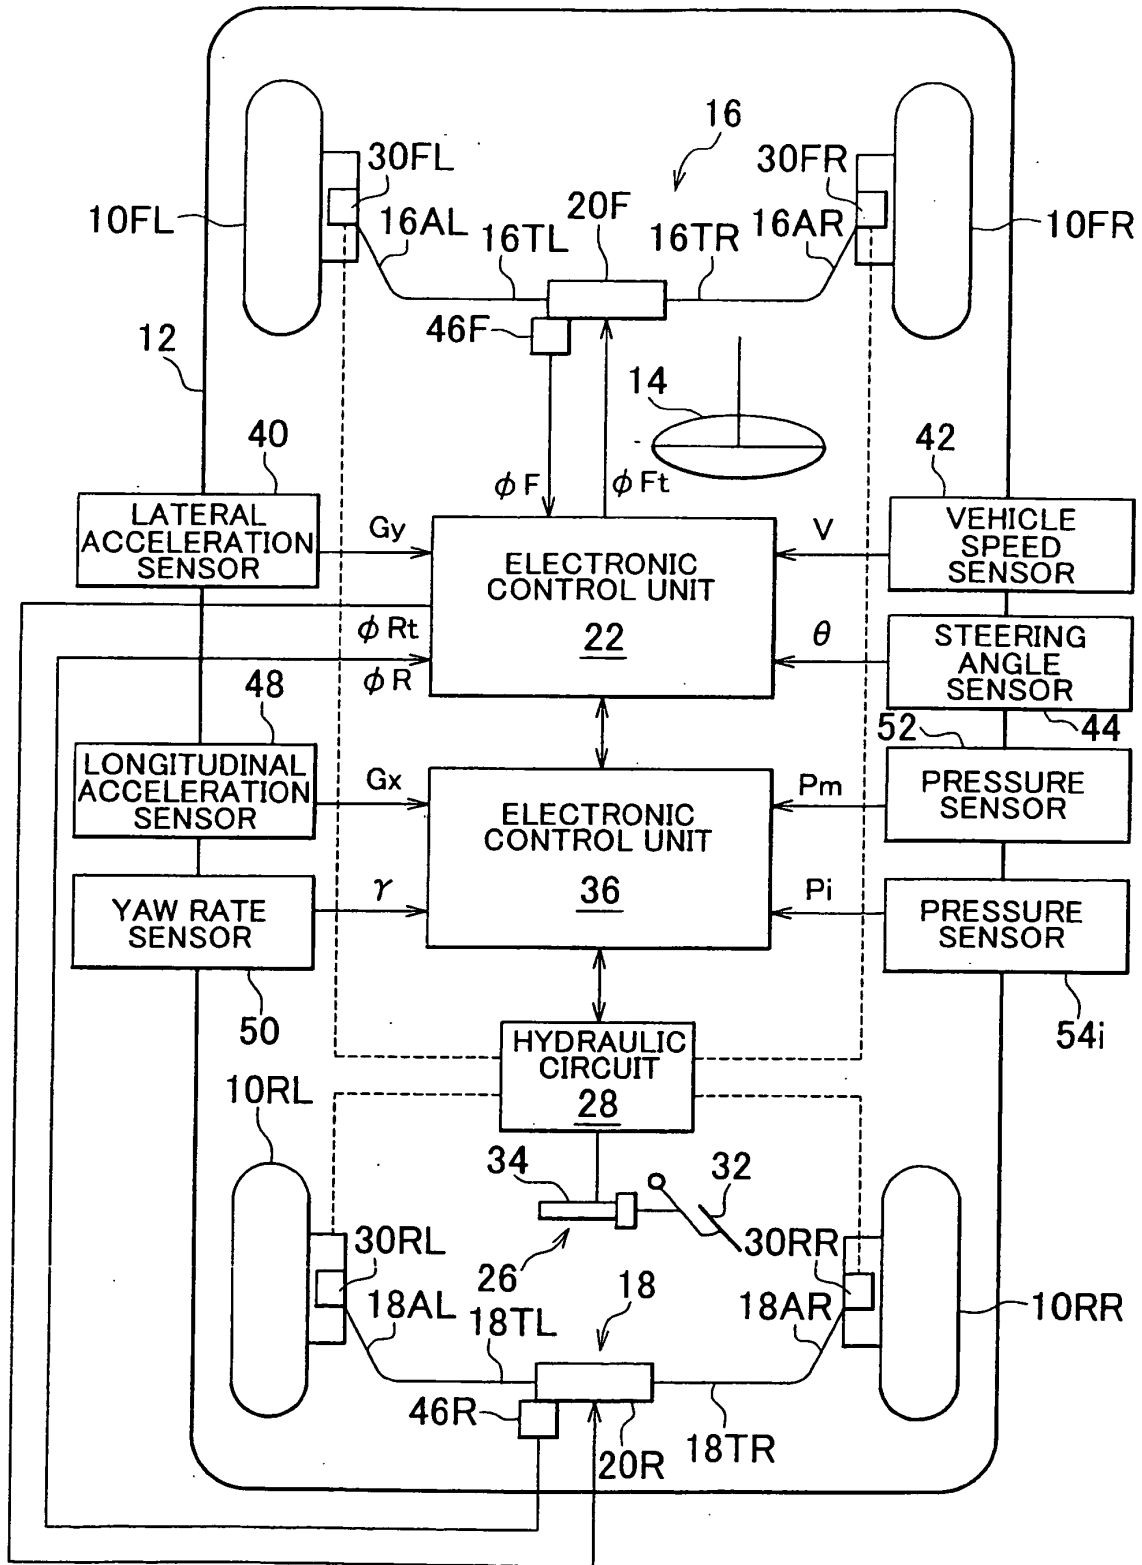 16
30FL
30FR
10FL
20F
10FR
16AL
16TL
16TR
16AR
46F
12
14
40
42
φF
φFt
LATERAL
ACCELERATION
SENSOR
Gy
V
VEHICLE
SPEED
SENSOR
ELECTRONIC
CONTROL UNIT
22
φRt
φR
θ
STEERING
ANGLE
SENSOR
48
52
44
LONGITUDINAL
ACCELERATION
SENSOR
Gx
Pm
PRESSURE
SENSOR
ELECTRONIC
CONTROL UNIT
36
YAW RATE
SENSOR
γ
Pi
PRESSURE
SENSOR
50
54i
HYDRAULIC
CIRCUIT
28
10RL
34
32
30RL
26
30RR
18AL
18TL
18
18AR
10RR
46R
20R
18TR